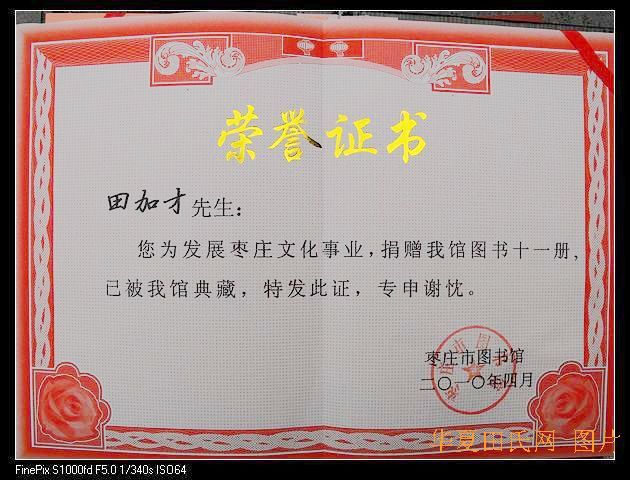 荣誉证书
田加才先生：
您为发展枣庄文化事业，捐赠我馆图书十一册，
已被我馆典藏，特发此证，专申谢忱。
枣庄市图书馆
二〇一〇年四月
华夏田氏网 图片
FinePix S1000fd F5.0 1/340s ISO64